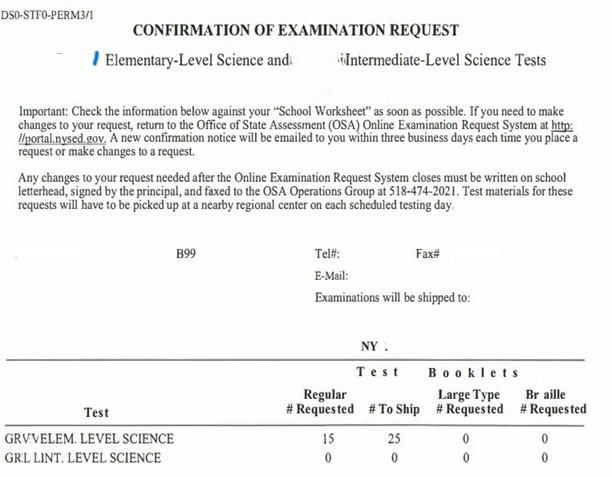 DS0-STF0-PERM3/1
CONFIRMATION OF EXAMINATION REQUEST
Elementary-Level Science and Intermediate-Level Science Tests
Important: Check the information below against your “School Worksheet” as soon as possible. If you need to make
changes to your request, return to the Office of State Assessment (OSA) Online Examination Request System at http:
//portal.nysed.gov. A new confirmation notice will be emailed to you within three business days each time you place a
request or make changes to a request.
Any changes to your request needed after the Online Examination Request System closes must be written on school
letterhead, signed by the principal, and faxed to the OSA Operations Group at 518-474-2021. Test materials for these
requests will have to be picked up at a nearby regional center on each scheduled testing day.
B99 Tel#: Fax#
E-Mail:
Examinations will be shipped to:
NY
Test Booklets
Regular Large Type Br aille
Test # Requested # To Ship # Requested # Requested
GRVVELEM. LEVEL SCIENCE 15 25 0 0
GR.L LINT. LEVEL SCIENCE 0 0 0 0